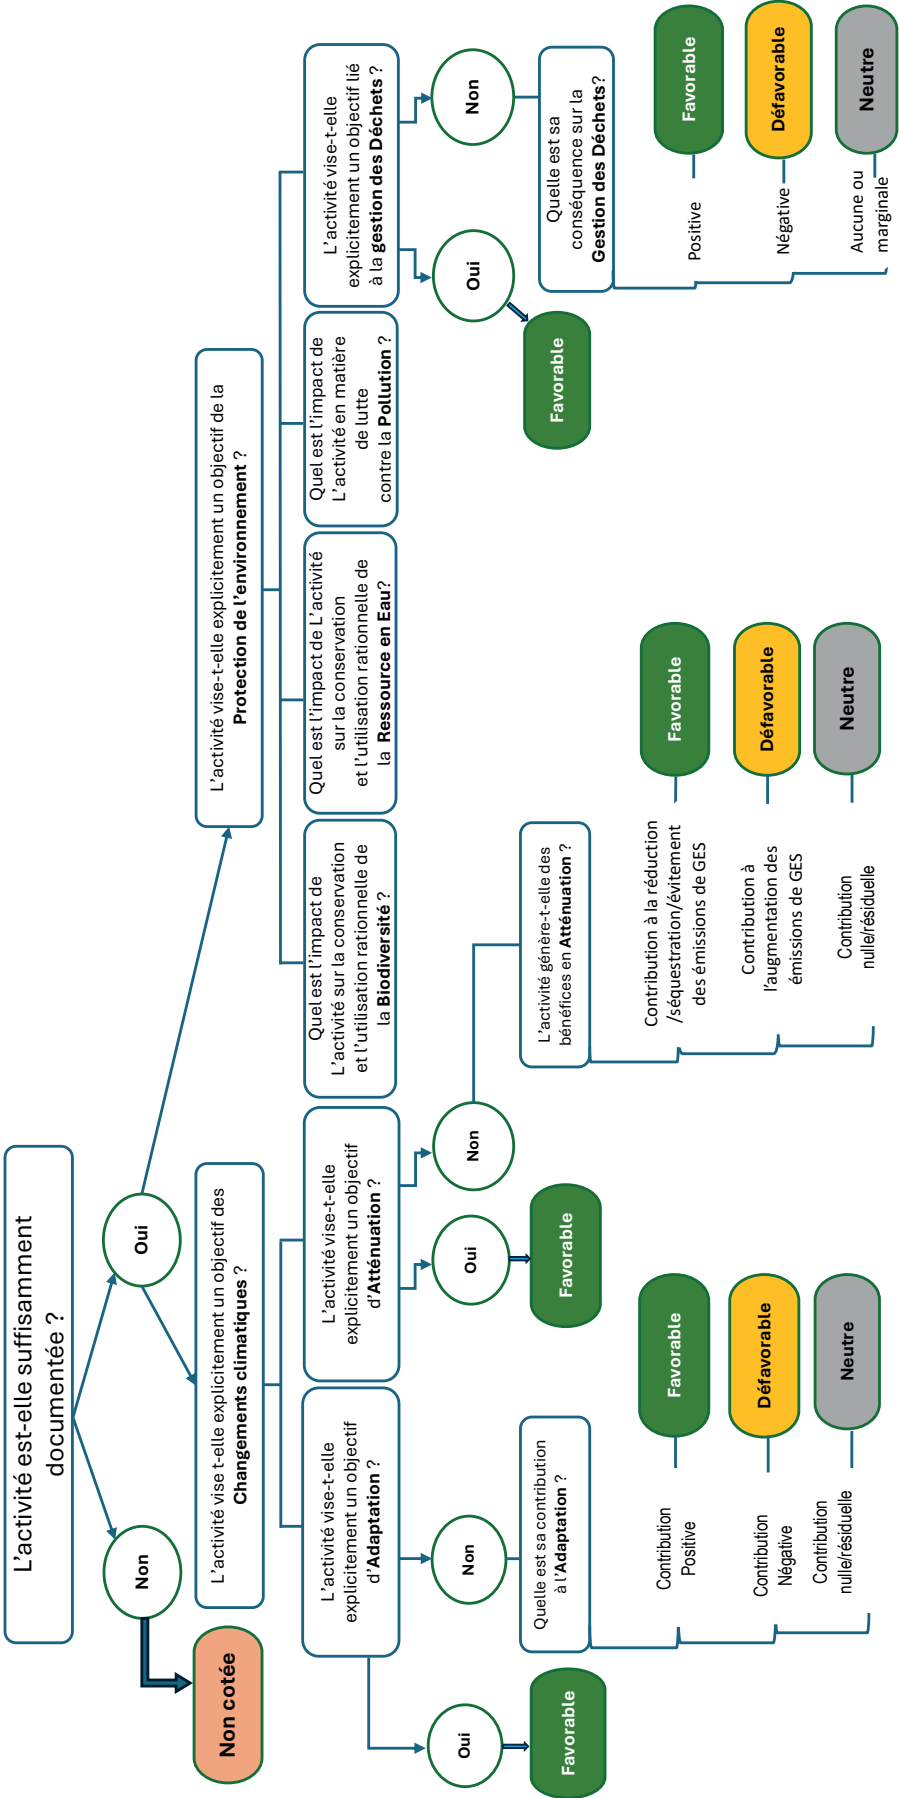 L'activité est-elle suffisamment
documentée ?
Non
Oui
Non cotée
L'activité vise t-elle explicitement un objectif des
Changements climatiques ?
L'activité vise-t-elle explicitement un objectif de la
Protection de l'environnement ?
L'activité vise-t-elle
explicitement un objectif
d'Adaptation ?
L'activité vise-t-elle
explicitement un objectif
d'Atténuation ?
Quel est l'impact de
L'activité sur la conservation
et l'utilisation rationnelle de
la Biodiversité ?
Quel est l'impact de L'activité
sur la conservation
et l'utilisation rationnelle de
la Ressource en Eau?
Quel est l'impact de
L'activité en matière
de lutte
contre la Pollution ?
L'activité vise-t-elle
explicitement un objectif lié
à la gestion des Déchets ?
Oui
Non
Oui
Non
Oui
Non
Favorable
Quelle est sa contribution
à l'Adaptation ?
Favorable
L'activité génère-t-elle des
bénéfices en Atténuation ?
Favorable
Quelle est sa
conséquence sur la
Gestion des Déchets?
Contribution
Positive
Favorable
Contribution
Négative
Défavorable
Contribution
nulle/résiduelle
Neutre
Contribution à la réduction
/séquestration/évitement
des émissions de GES
Favorable
Contribution à
l'augmentation des
émissions de GES
Défavorable
Contribution
nulle/résiduelle
Neutre
Positive
Favorable
Négative
Défavorable
Aucune ou
marginale
Neutre